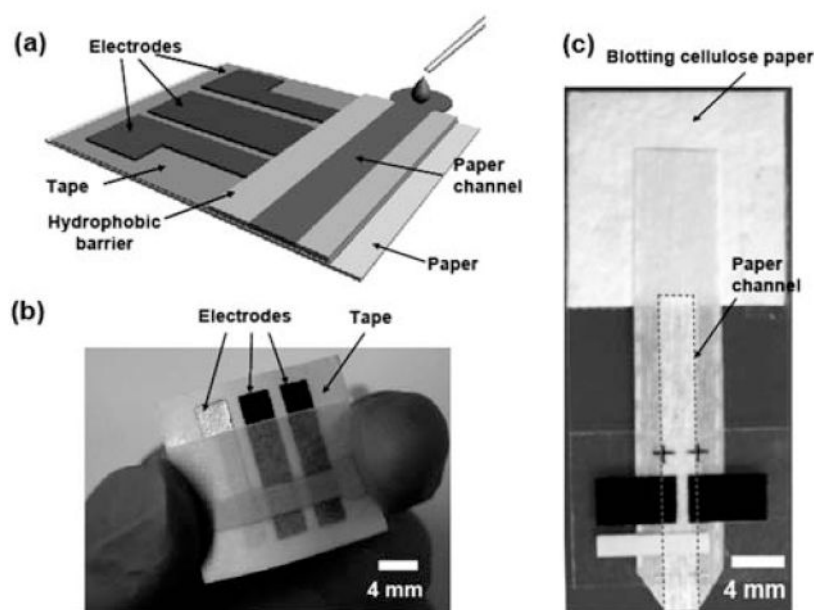 (a)
Electrodes
Tape
Hydrophobic
barrier
Paper
channel
Paper
(b)
Electrodes
Tape
4 mm
(c)
Blotting cellulose paper
Paper
channel
4 mm